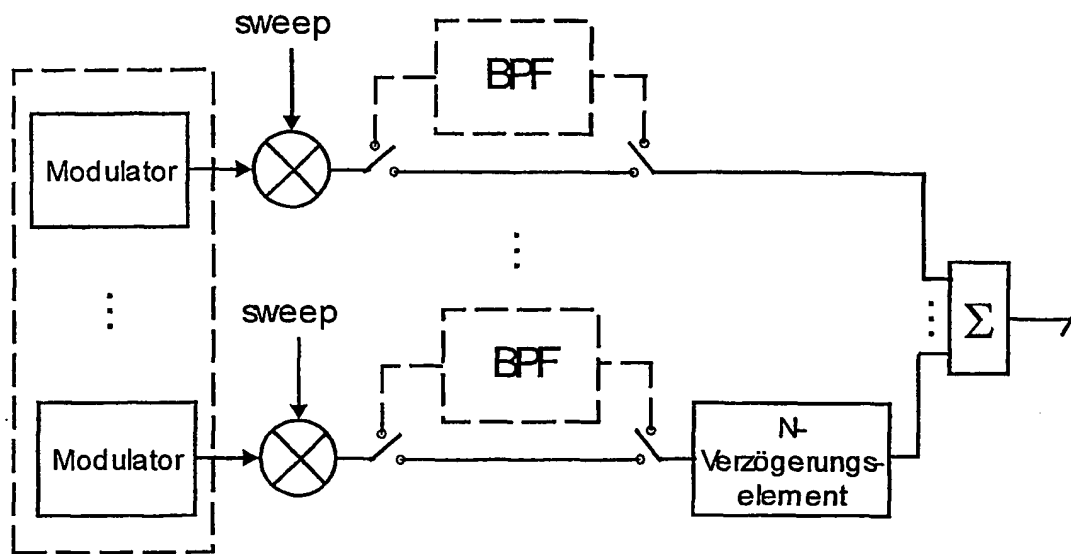 sweep
BPF
Modulator
Σ
sweep
BPF
Modulator
N-
Verzögerungs-
element